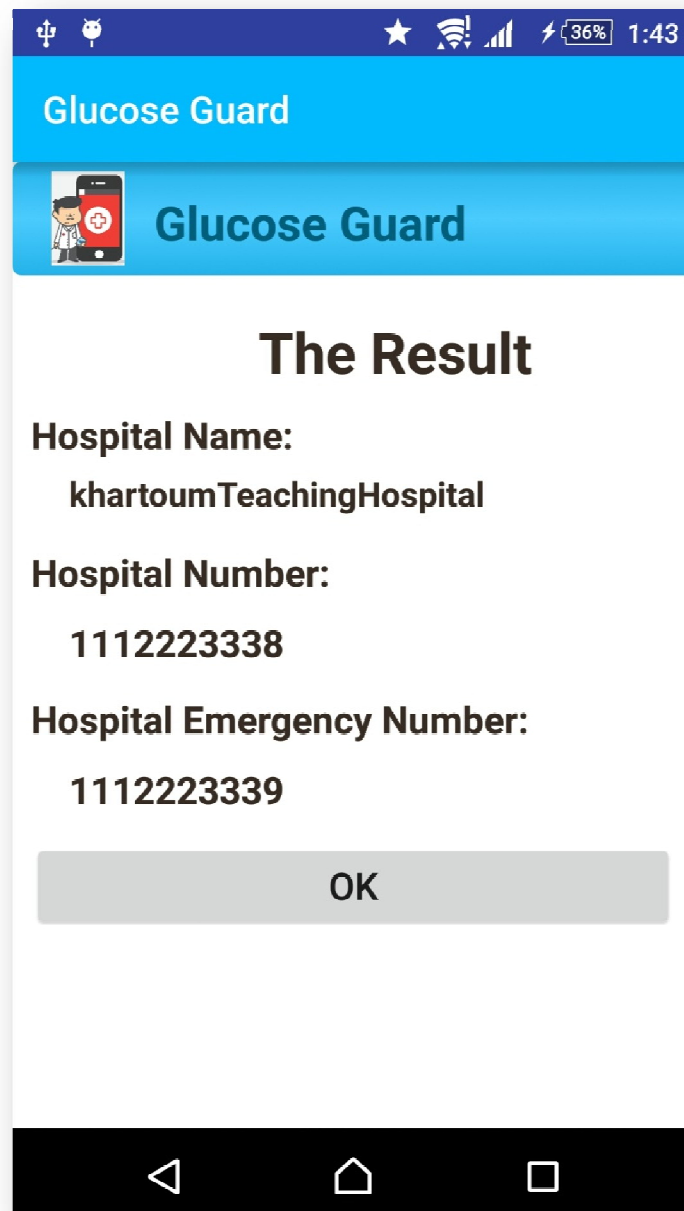 36% 1:43
Glucose Guard
Glucose Guard
The Result
Hospital Name:
khartoumTeachingHospital
Hospital Number:
1112223338
Hospital Emergency Number:
1112223339
OK